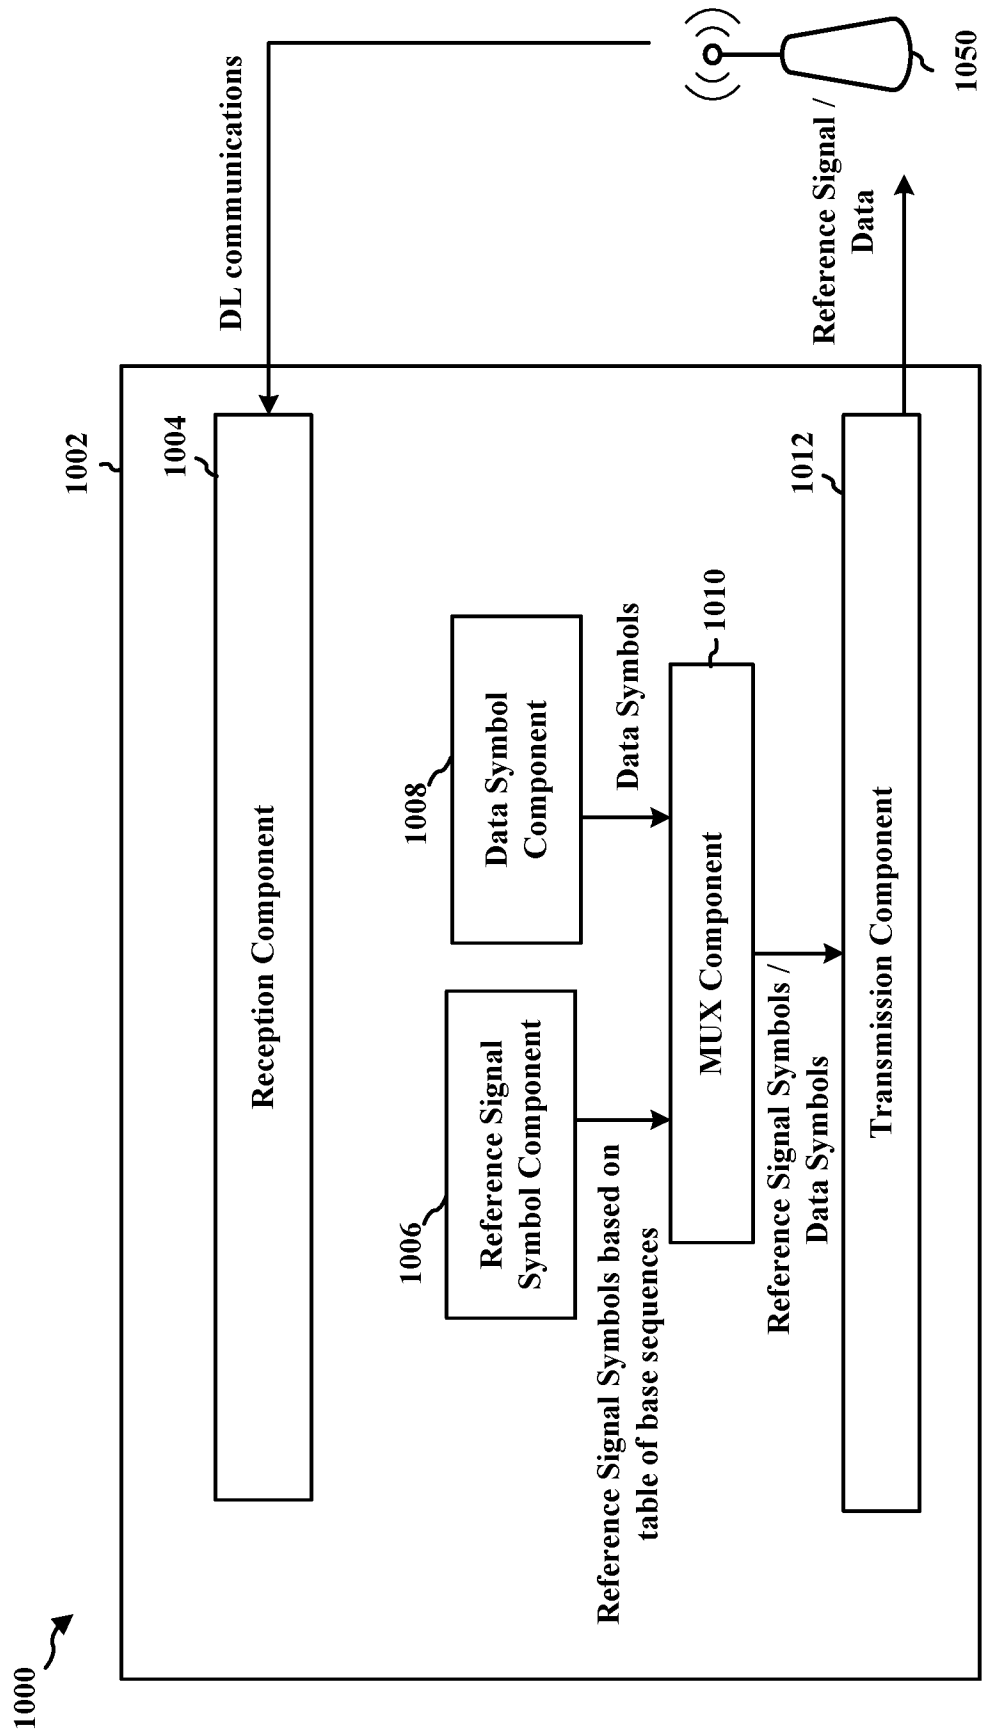 1000
1002
DL communications
1004
Reception Component
1006
Reference Signal
Symbol Component
1008
Data Symbol
Component
Reference Signal Symbols based on
table of base sequences
Data Symbols
MUX Component
1010
Reference Signal Symbols /
Data Symbols
1012
Transmission Component
Reference Signal /
Data
1050